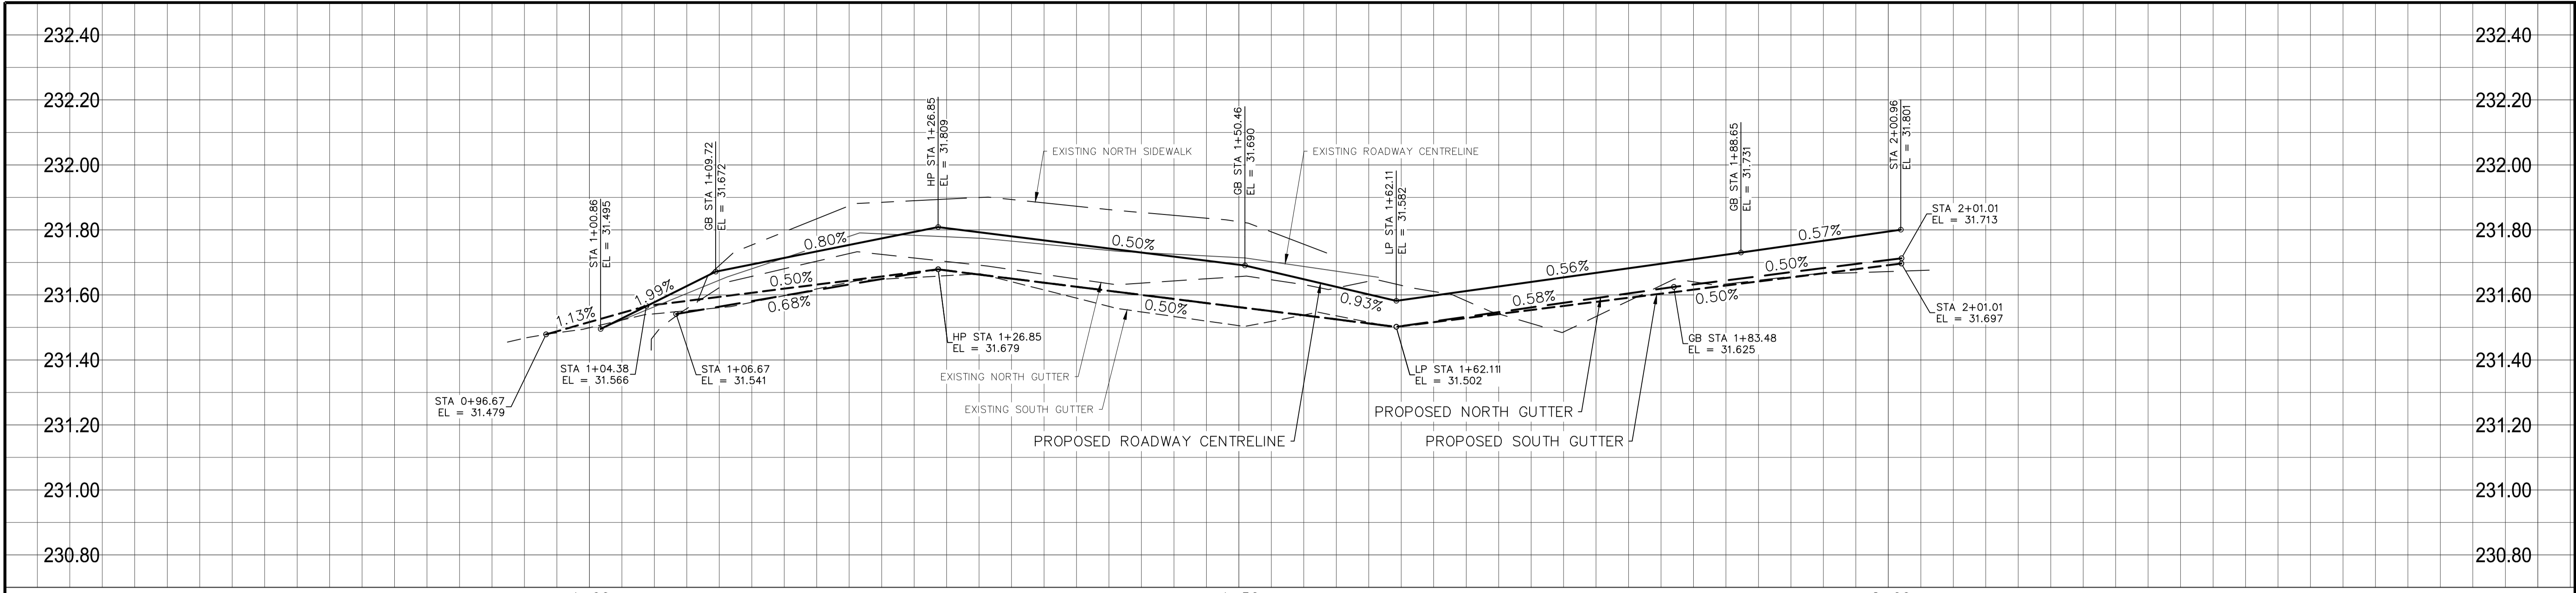 232.40
232.40
232.20
232.20
232.00
232.00
231.80
231.80
231.60
231.60
231.40
231.40
231.20
231.20
231.00
231.00
230.80
230.80
STA 1+00.86
EL = 31.495
GB STA 1+09.72
EL = 31.672
HP STA 1+26.85
EL = 31.809
GB STA 1+50.46
EL = 31.690
LP STA 1+62.11
EL = 31.582
GB STA 1+88.65
EL = 31.731
STA 2+00.96
EL = 31.801
EXISTING NORTH SIDEWALK
EXISTING ROADWAY CENTRELINE
STA 2+01.01
EL = 31.713
1.13%
1.99%
0.80%
0.50%
0.68%
0.50%
0.50%
0.93%
0.56%
0.58%
0.57%
0.50%
0.50%
STA 2+01.01
EL = 31.697
HP STA 1+26.85
EL = 31.679
GB STA 1+83.48
EL = 31.625
STA 1+04.38
EL = 31.566
STA 1+06.67
EL = 31.541
LP STA 1+62.111
EL = 31.502
EXISTING NORTH GUTTER
STA 0+96.67
EL = 31.479
EXISTING SOUTH GUTTER
PROPOSED NORTH GUTTER
PROPOSED ROADWAY CENTRELINE
PROPOSED SOUTH GUTTER